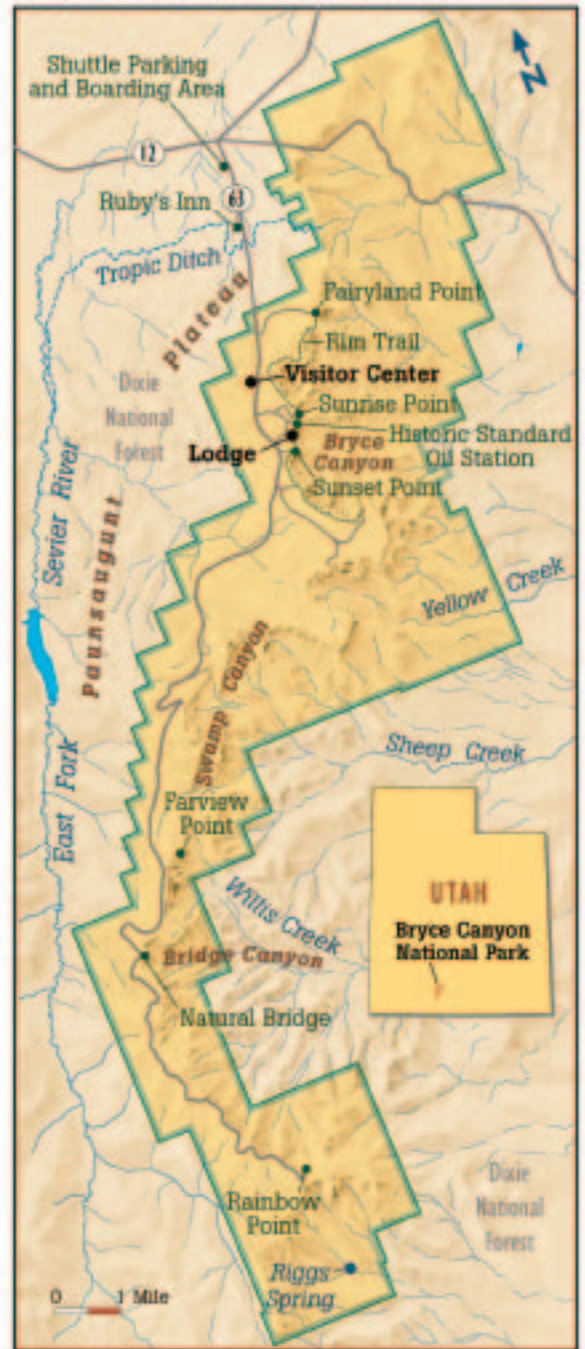 N
Shuttle Parking
and Boarding Area
12
63
Ruby's Inn
Tropic Ditch
Plateau
Fairyland Point
Rim Trail
Visitor Center
Dixie
National
Forest
Sunrise Point
Historic Standard
Oil Station
Lodge
Bryce
Canyon
Sunset Point
Sevier River
Paunsaugunt
Yellow Creek
Swamp Canyon
Sheep Creek
Farview
Point
East Fork
UTAH
Bryce Canyon
National Park
Willis Creek
Bridge Canyon
Natural Bridge
Rainbow
Point
Dixie
National
Forest
Riggs
Spring
0 1 Mile